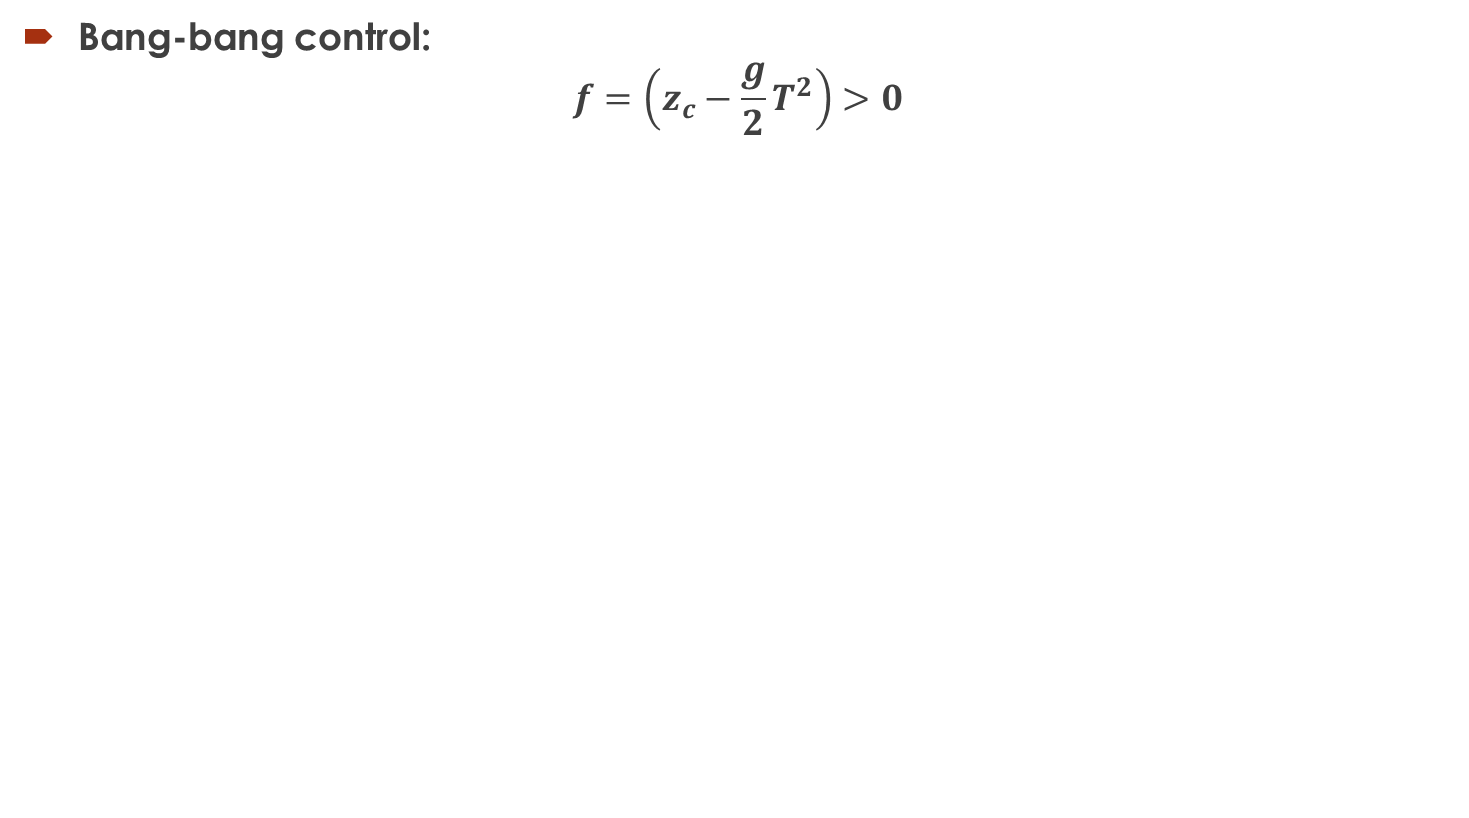 Bang-bang control:
f = (z_c − g/2 T²) > 0